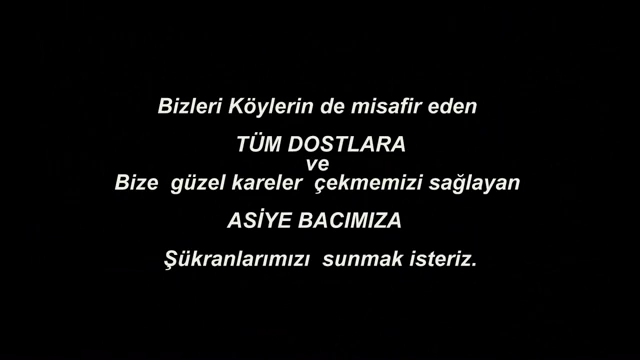 Bizleri Köylerin de misafir eden
TÜM DOSTLARA
ve
Bize güzel kareler çekmemizi sağlayan
ASİYE BACIMIZA
Şükranlarımızı sunmak isteriz.